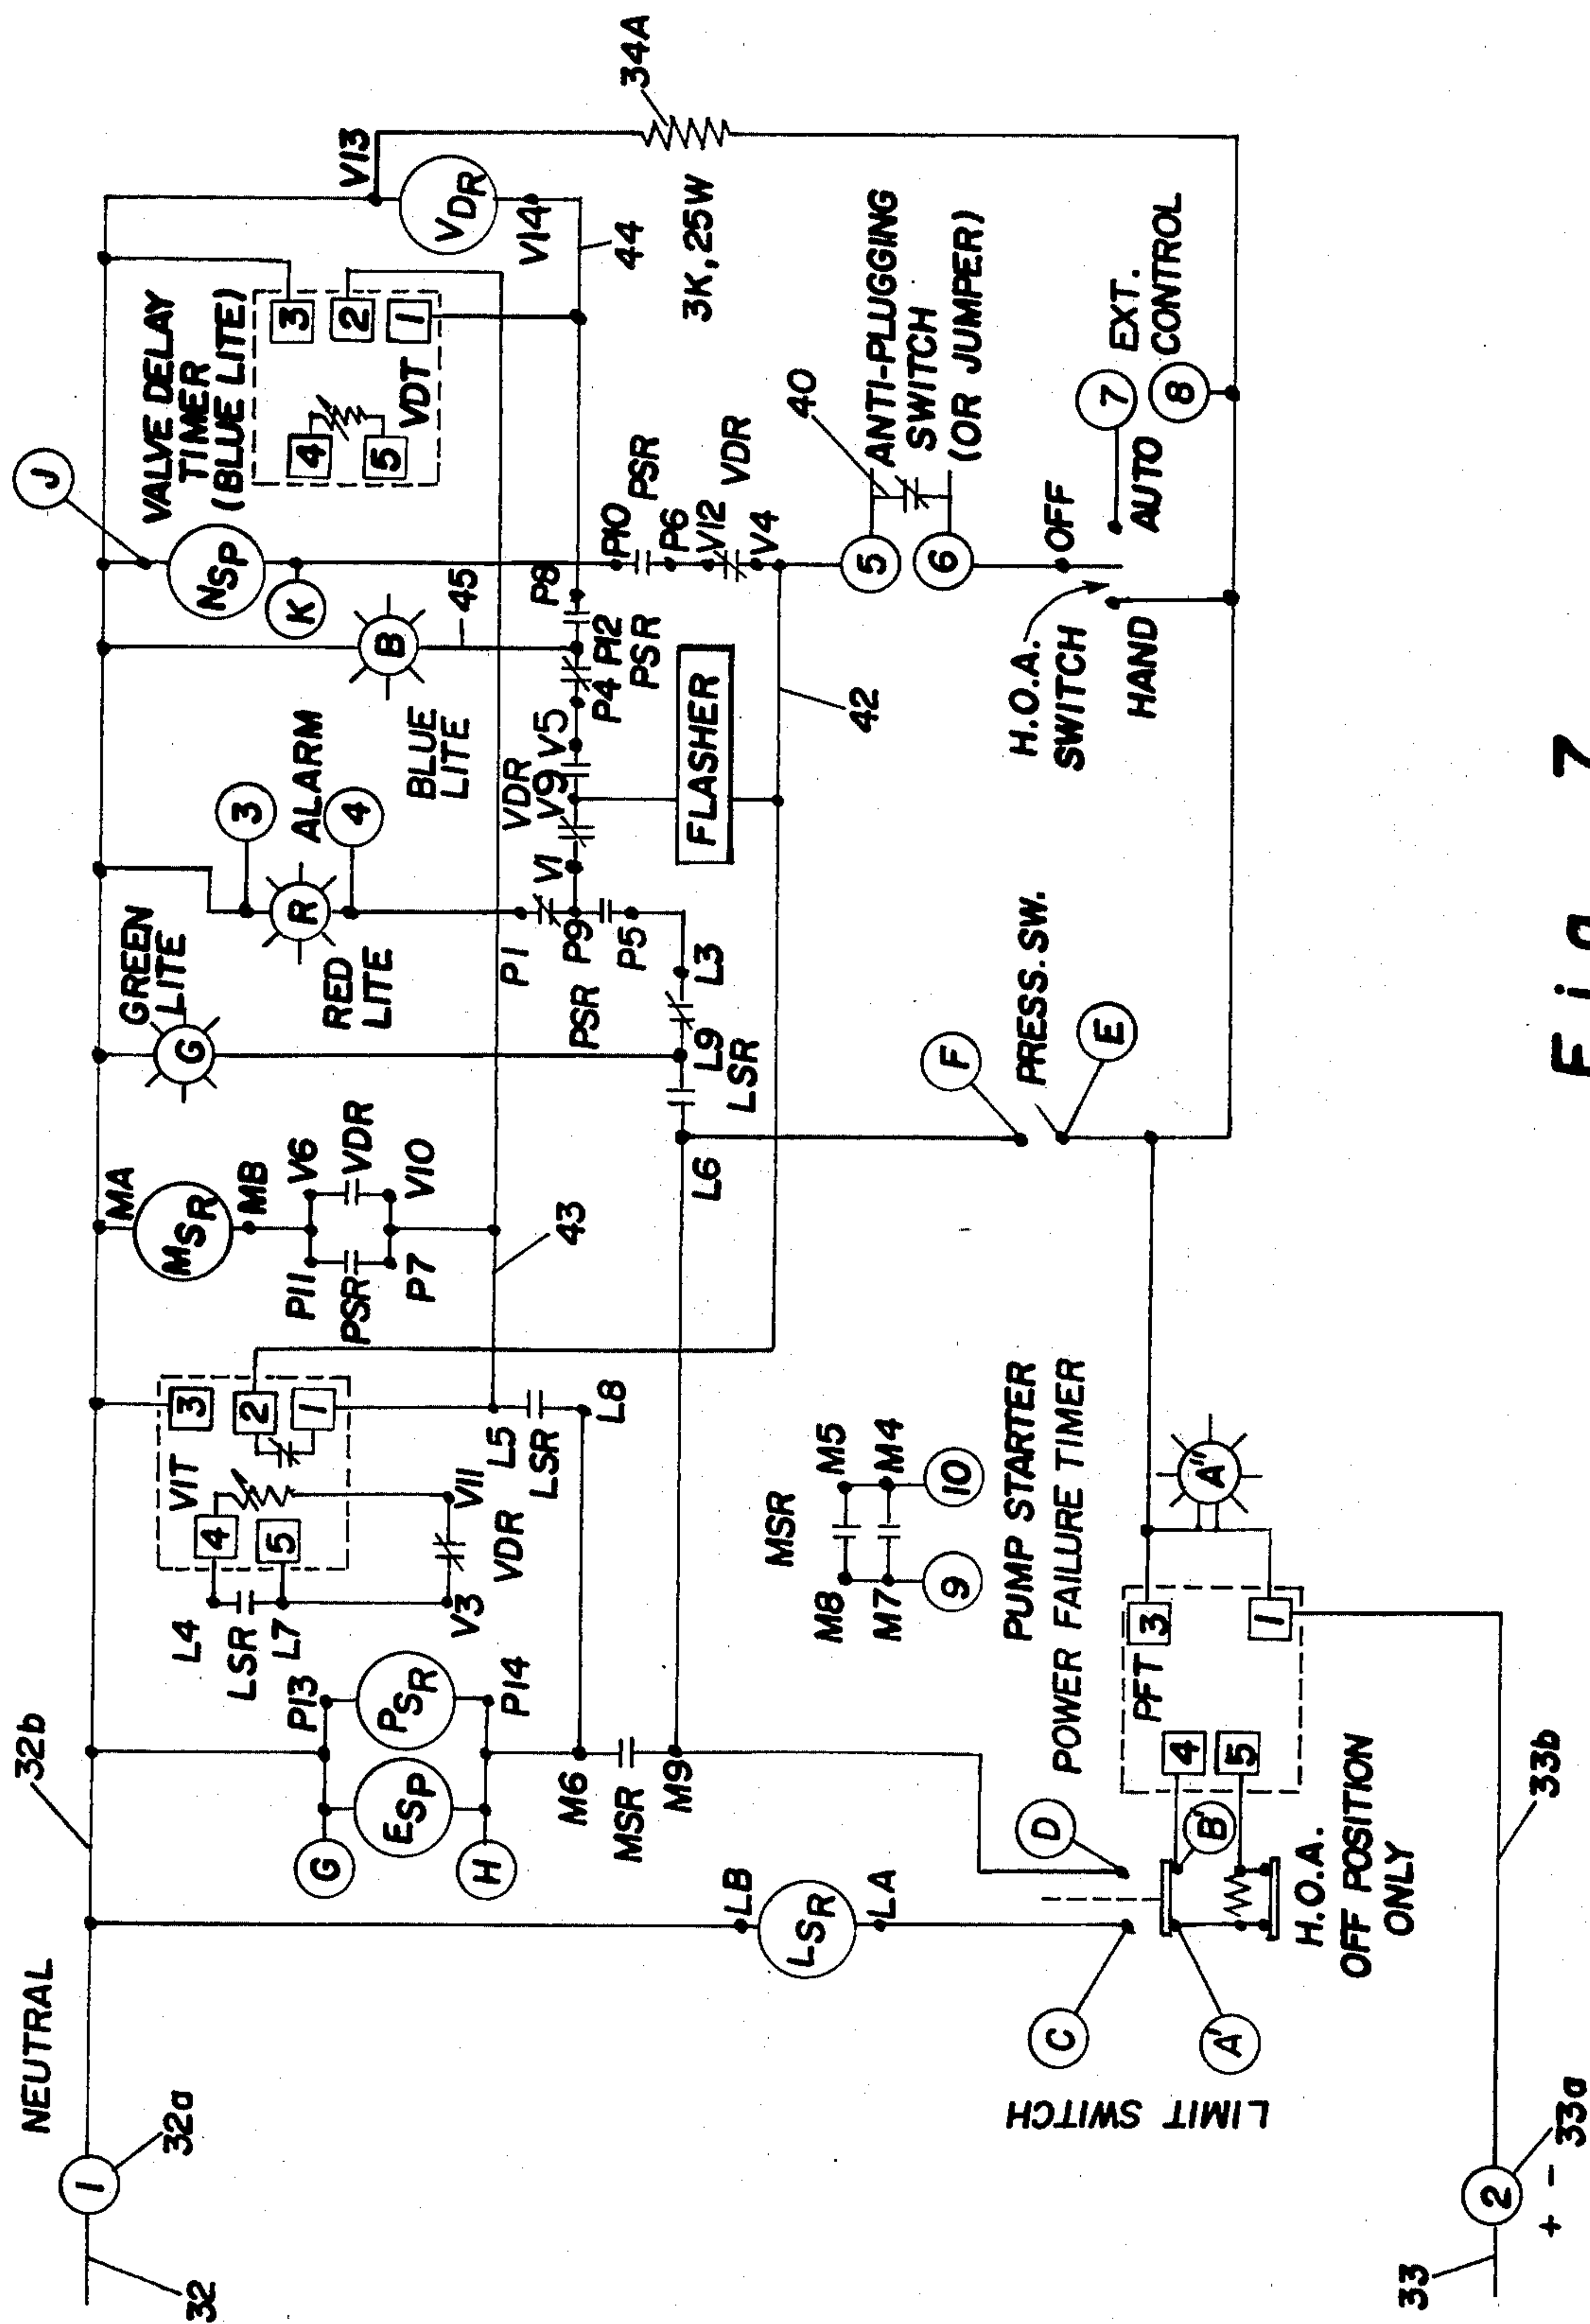 NEUTRAL
32
1
32a
32b
LB
LSR
LA
C
D
A'
B'
LIMIT SWITCH
H.O.A.
OFF POSITION
ONLY
G
ESP
H
P13
PSR
P14
M6
MSR
M9
L4
LSR
L7
VIT
4
5
3
2
1
V3
VDR
V11
L5
LSR
L8
MA
MSR
MB
P11
PSR
P7
V6
VDR
V10
43
GREEN
LITE
G
RED
LITE
R
3
ALARM
4
P1
PSR
P9
P5
V1
VDR
V9
V5
P4
P12
PSR
P8
L6
L9
LSR
L3
BLUE
LITE
B
45
FLASHER
42
J
NSP
K
P10
PSR
P6
V12
VDR
V4
VALVE DELAY
TIMER
(BLUE LITE)
4
5
3
2
1
VDT
V13
VDR
V14
44
34A
3K, 25W
40
5
6
ANTI-PLUGGING
SWITCH
(OR JUMPER)
H.O.A.
SWITCH
OFF
HAND
AUTO
7
8
EXT.
CONTROL
F
PRESS. SW.
E
MSR
M8
M5
M7
M4
9
10
PUMP STARTER
POWER FAILURE TIMER
PFT
4
5
3
1
A"
33
2
33a
+ -
33b
Fig 7